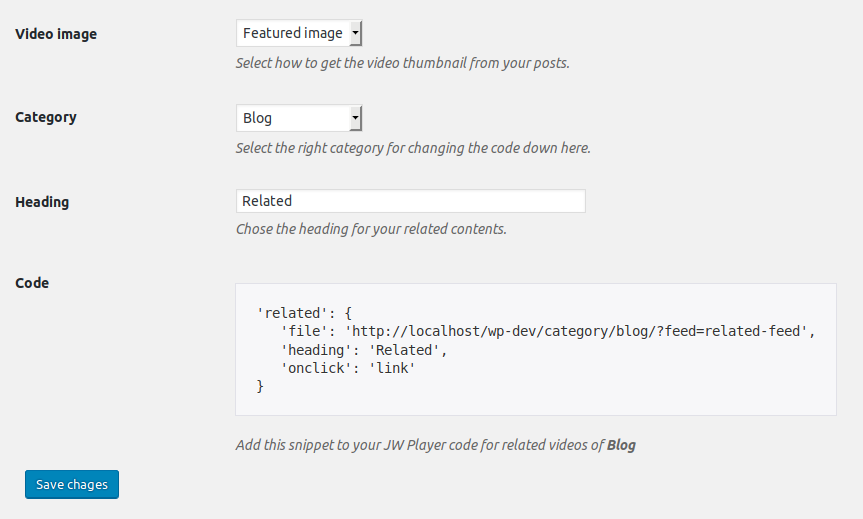 Video image
Featured image
Select how to get the video thumbnail from your posts.
Category
Blog
Select the right category for changing the code down here.
Heading
Related
Chose the heading for your related contents.
Code
'related': {
   'file': 'http://localhost/wp-dev/category/blog/?feed=related-feed',
   'heading': 'Related',
   'onclick': 'link'
}
Add this snippet to your JW Player code for related videos of Blog
Save chages